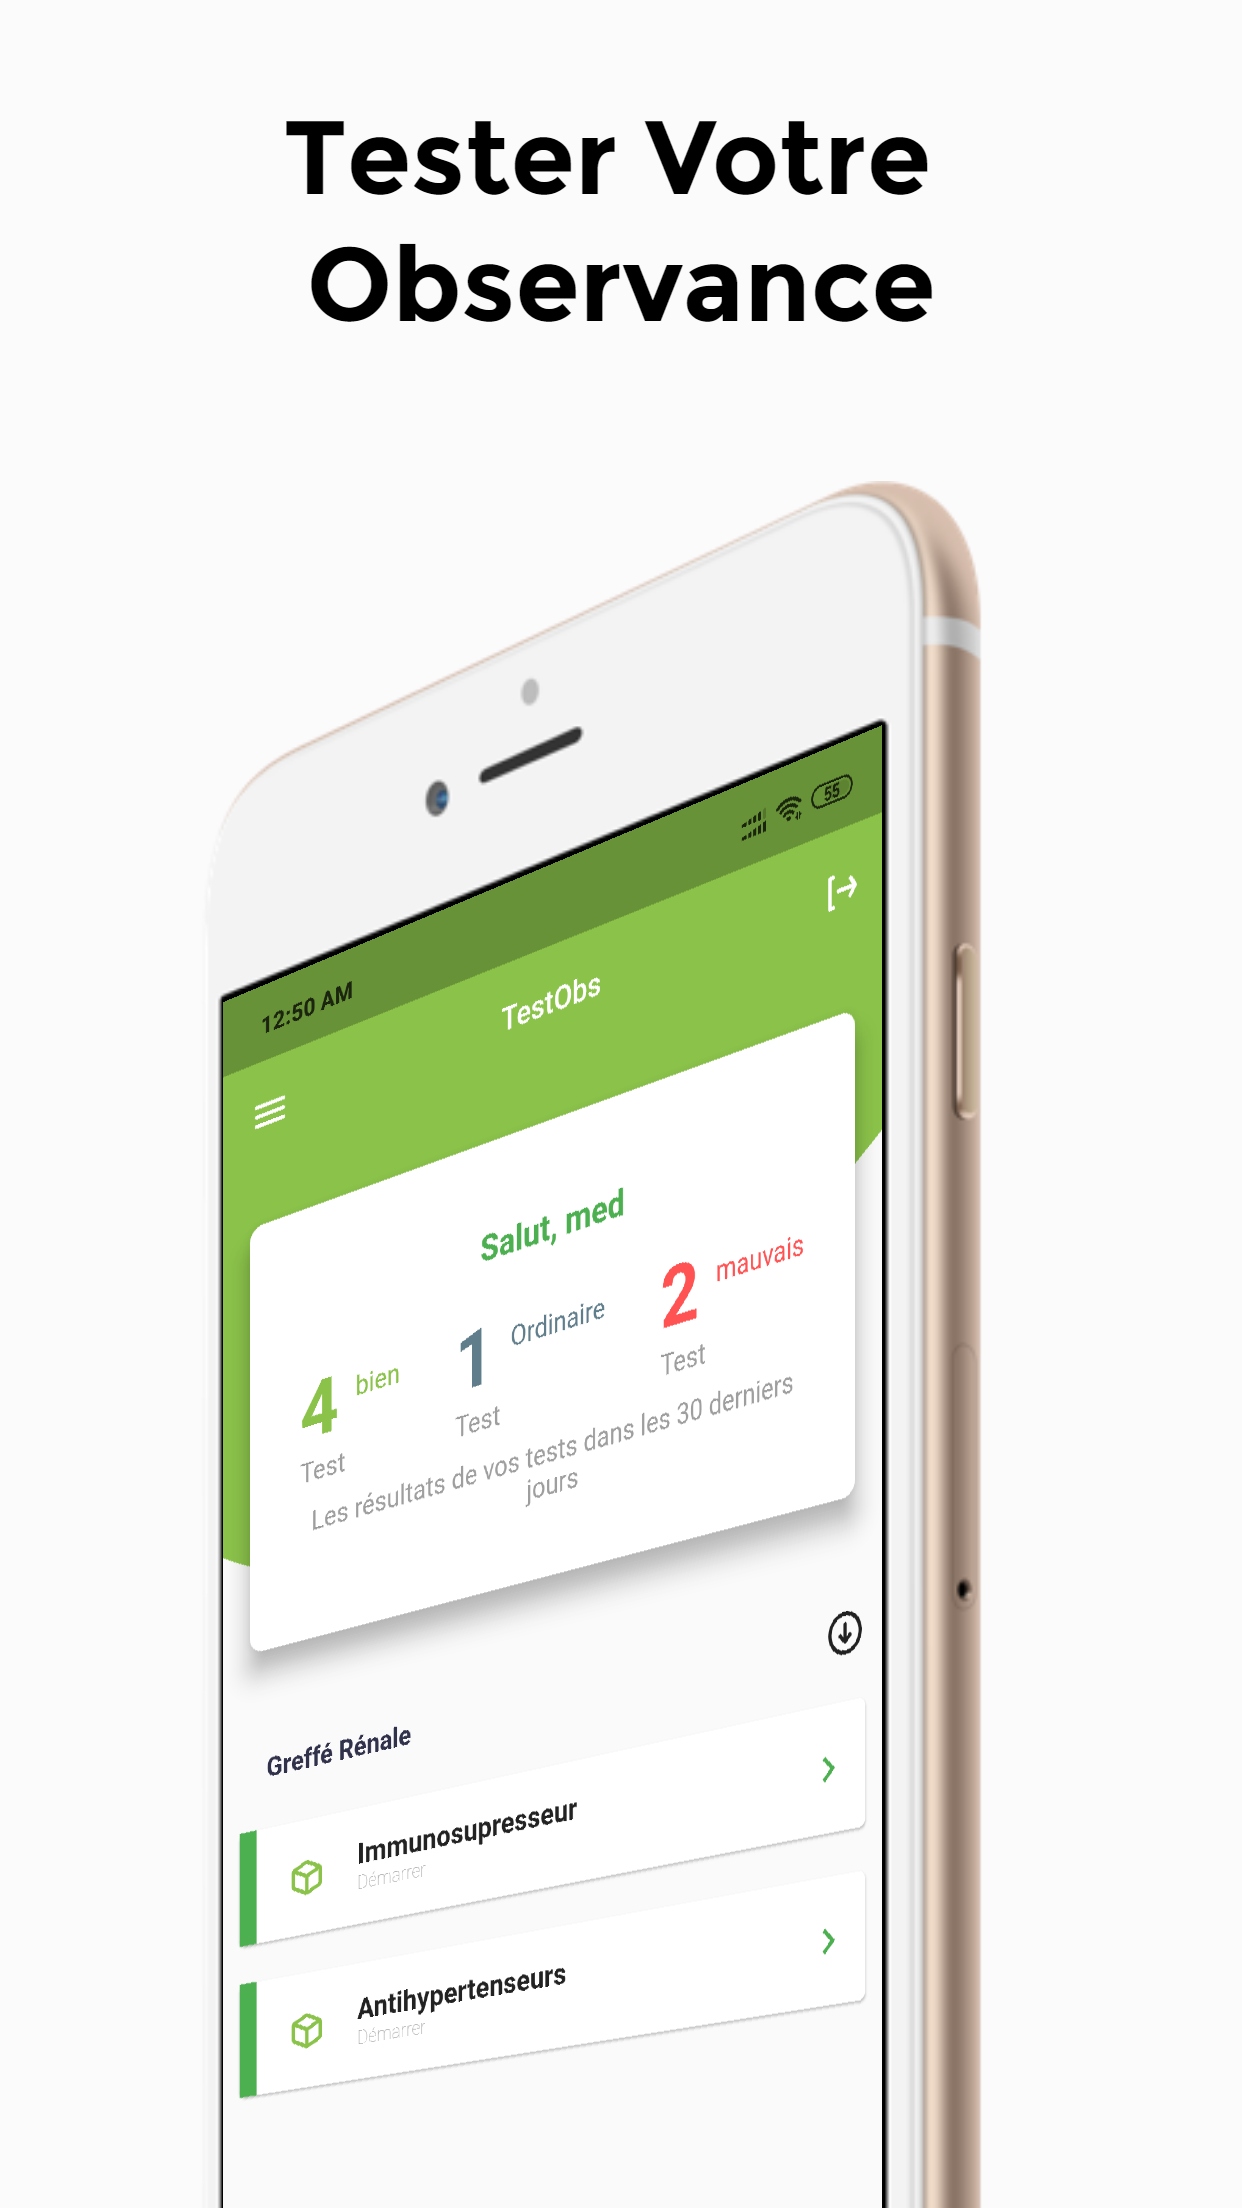 Tester Votre
Observance
12:50 AM
55
TestObs
Salut, med
4 bien
Test
1 Ordinaire
Test
2 mauvais
Test
Les résultats de vos tests dans les 30 derniers
jours
Greffé Rénale
Immunosupresseur
Démarrer
Antihypertenseurs
Démarrer